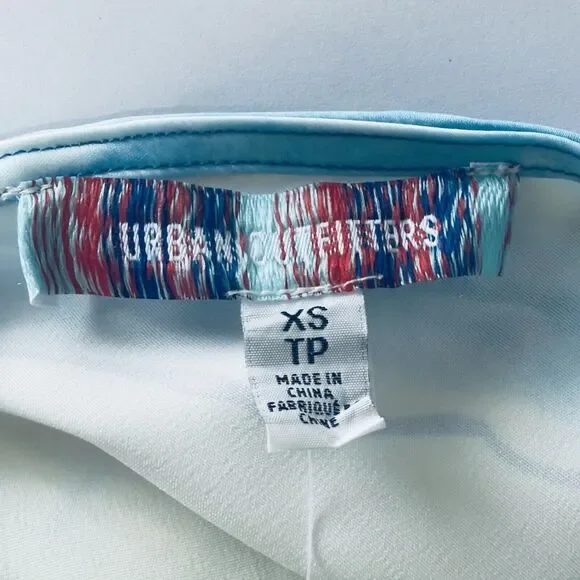 URBAN OUTFITTERS
XS
TP
MADE IN
CHINA
FABRIQUÉ
CHINE